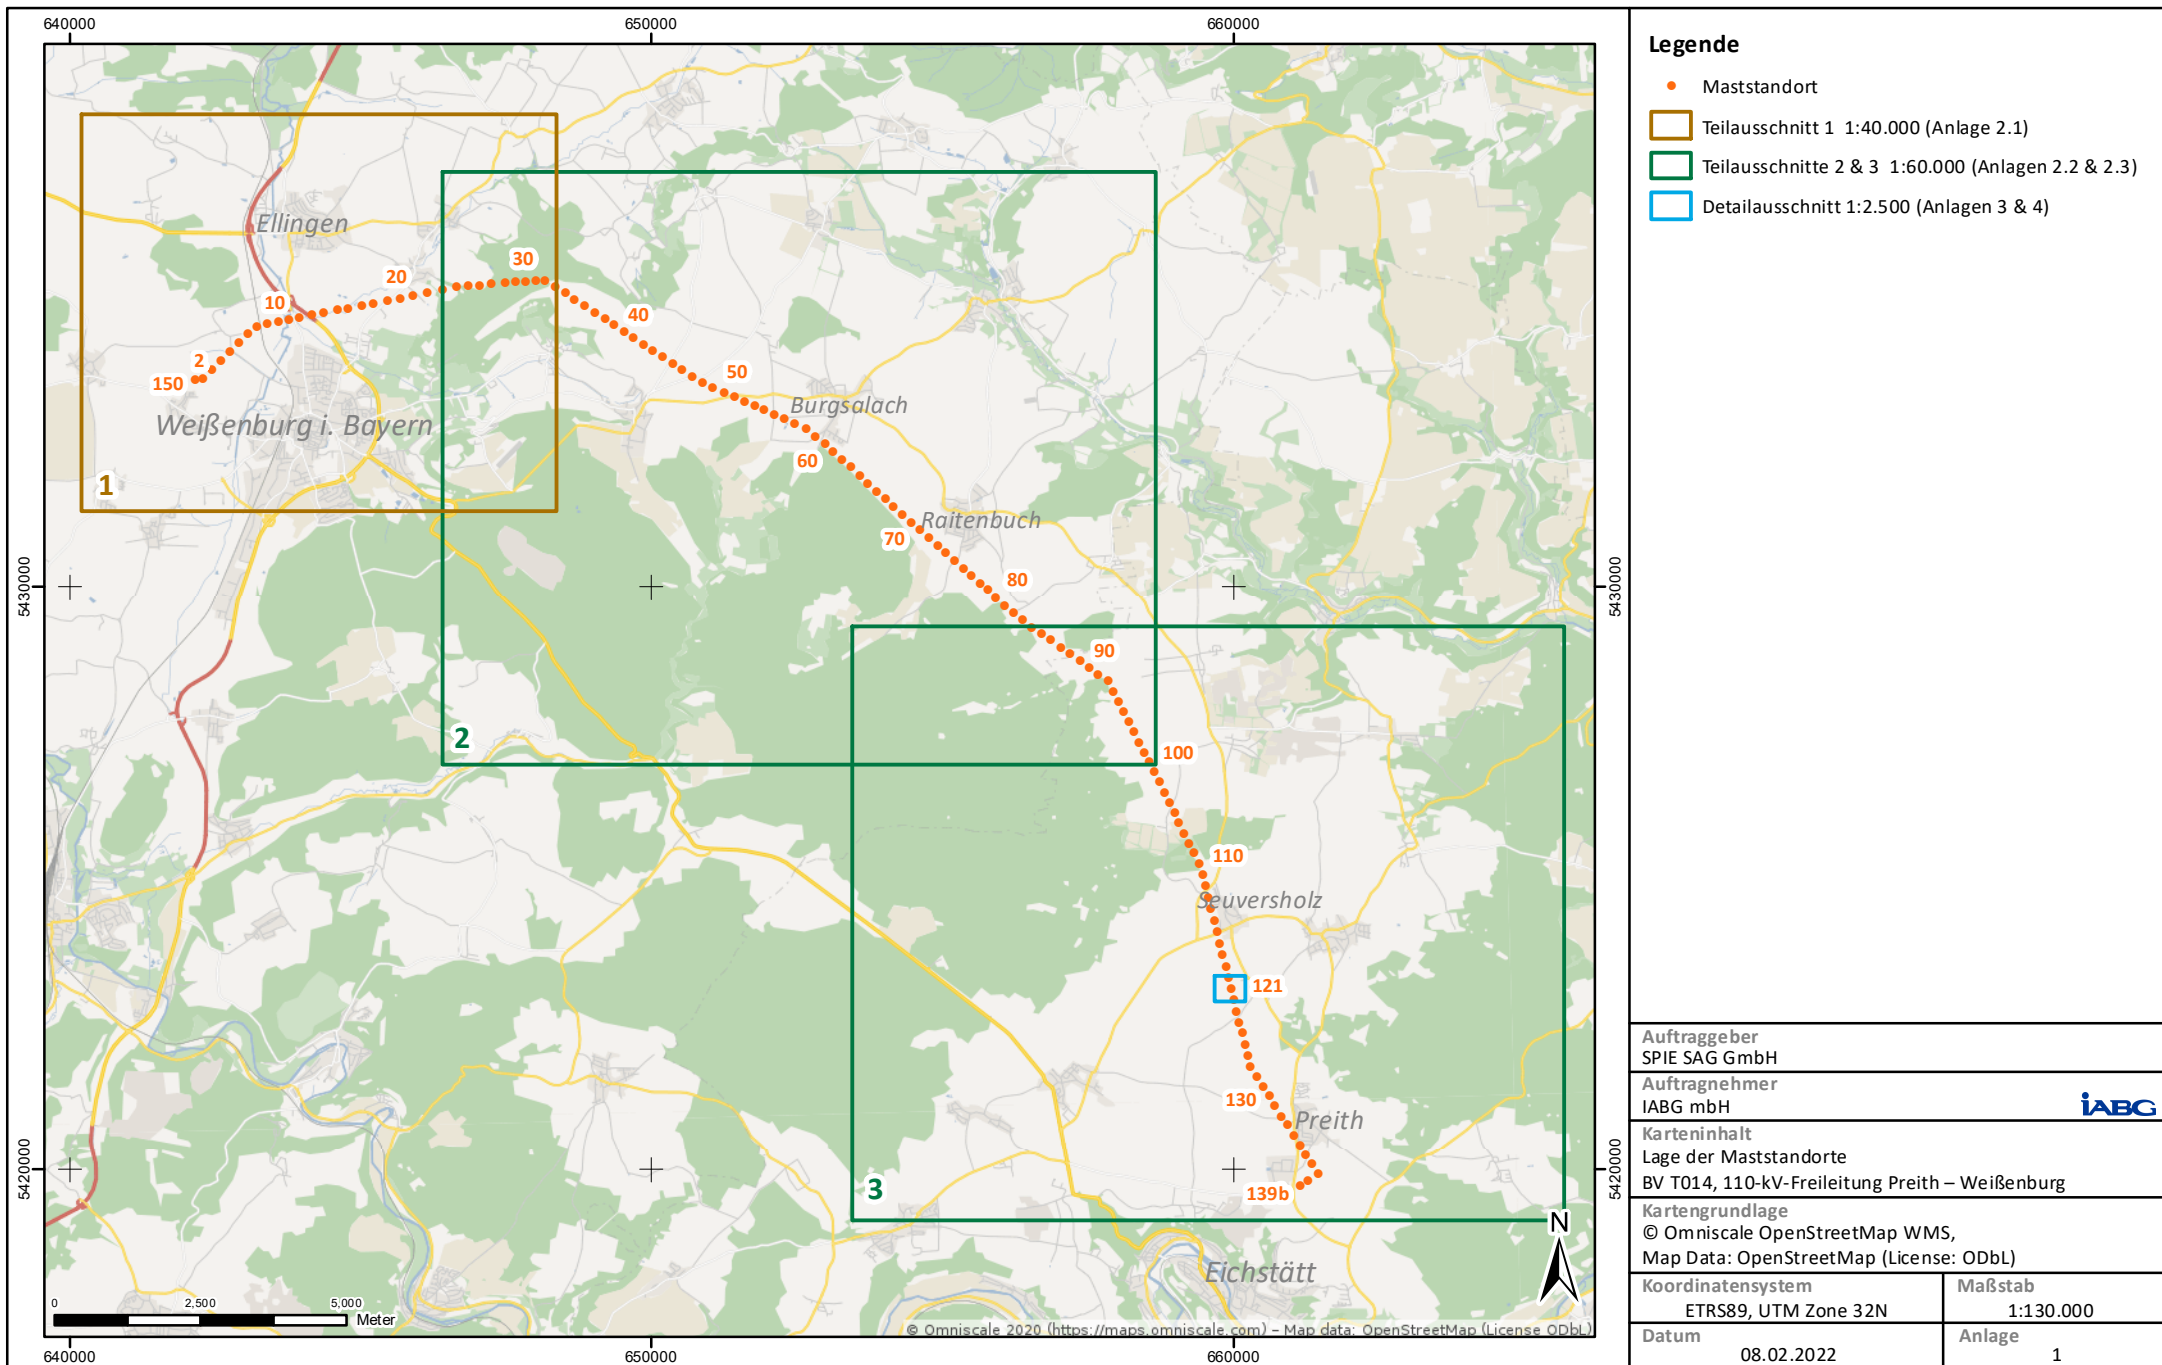 640000
650000
660000
Ellingen
30
20
10
40
2
150
50
Burgsalach
Weißenburg i. Bayern
60
1
Raitenbuch
70
80
5430000
5430000
90
2
100
110
Seuversholz
121
130
Preith
5420000
5420000
3
139b
N
Eichstätt
0
2,500
5,000
Meter
© Omniscale 2020 (https://maps.omniscale.com) − Map data: OpenStreetMap (License ODbL)
640000
650000
660000
Legende
Maststandort
Teilausschnitt 1 1:40.000 (Anlage 2.1)
Teilausschnitte 2 & 3 1:60.000 (Anlagen 2.2 & 2.3)
Detailausschnitt 1:2.500 (Anlagen 3 & 4)
Auftraggeber
SPIE SAG GmbH
Auftragnehmer
IABG mbH
iABG
Karteninhalt
Lage der Maststandorte
BV T014, 110-kV-Freileitung Preith – Weißenburg
Kartengrundlage
© Omniscale OpenStreetMap WMS,
Map Data: OpenStreetMap (License: ODbL)
Koordinatensystem
ETRS89, UTM Zone 32N
Maßstab
1:130.000
Datum
08.02.2022
Anlage
1